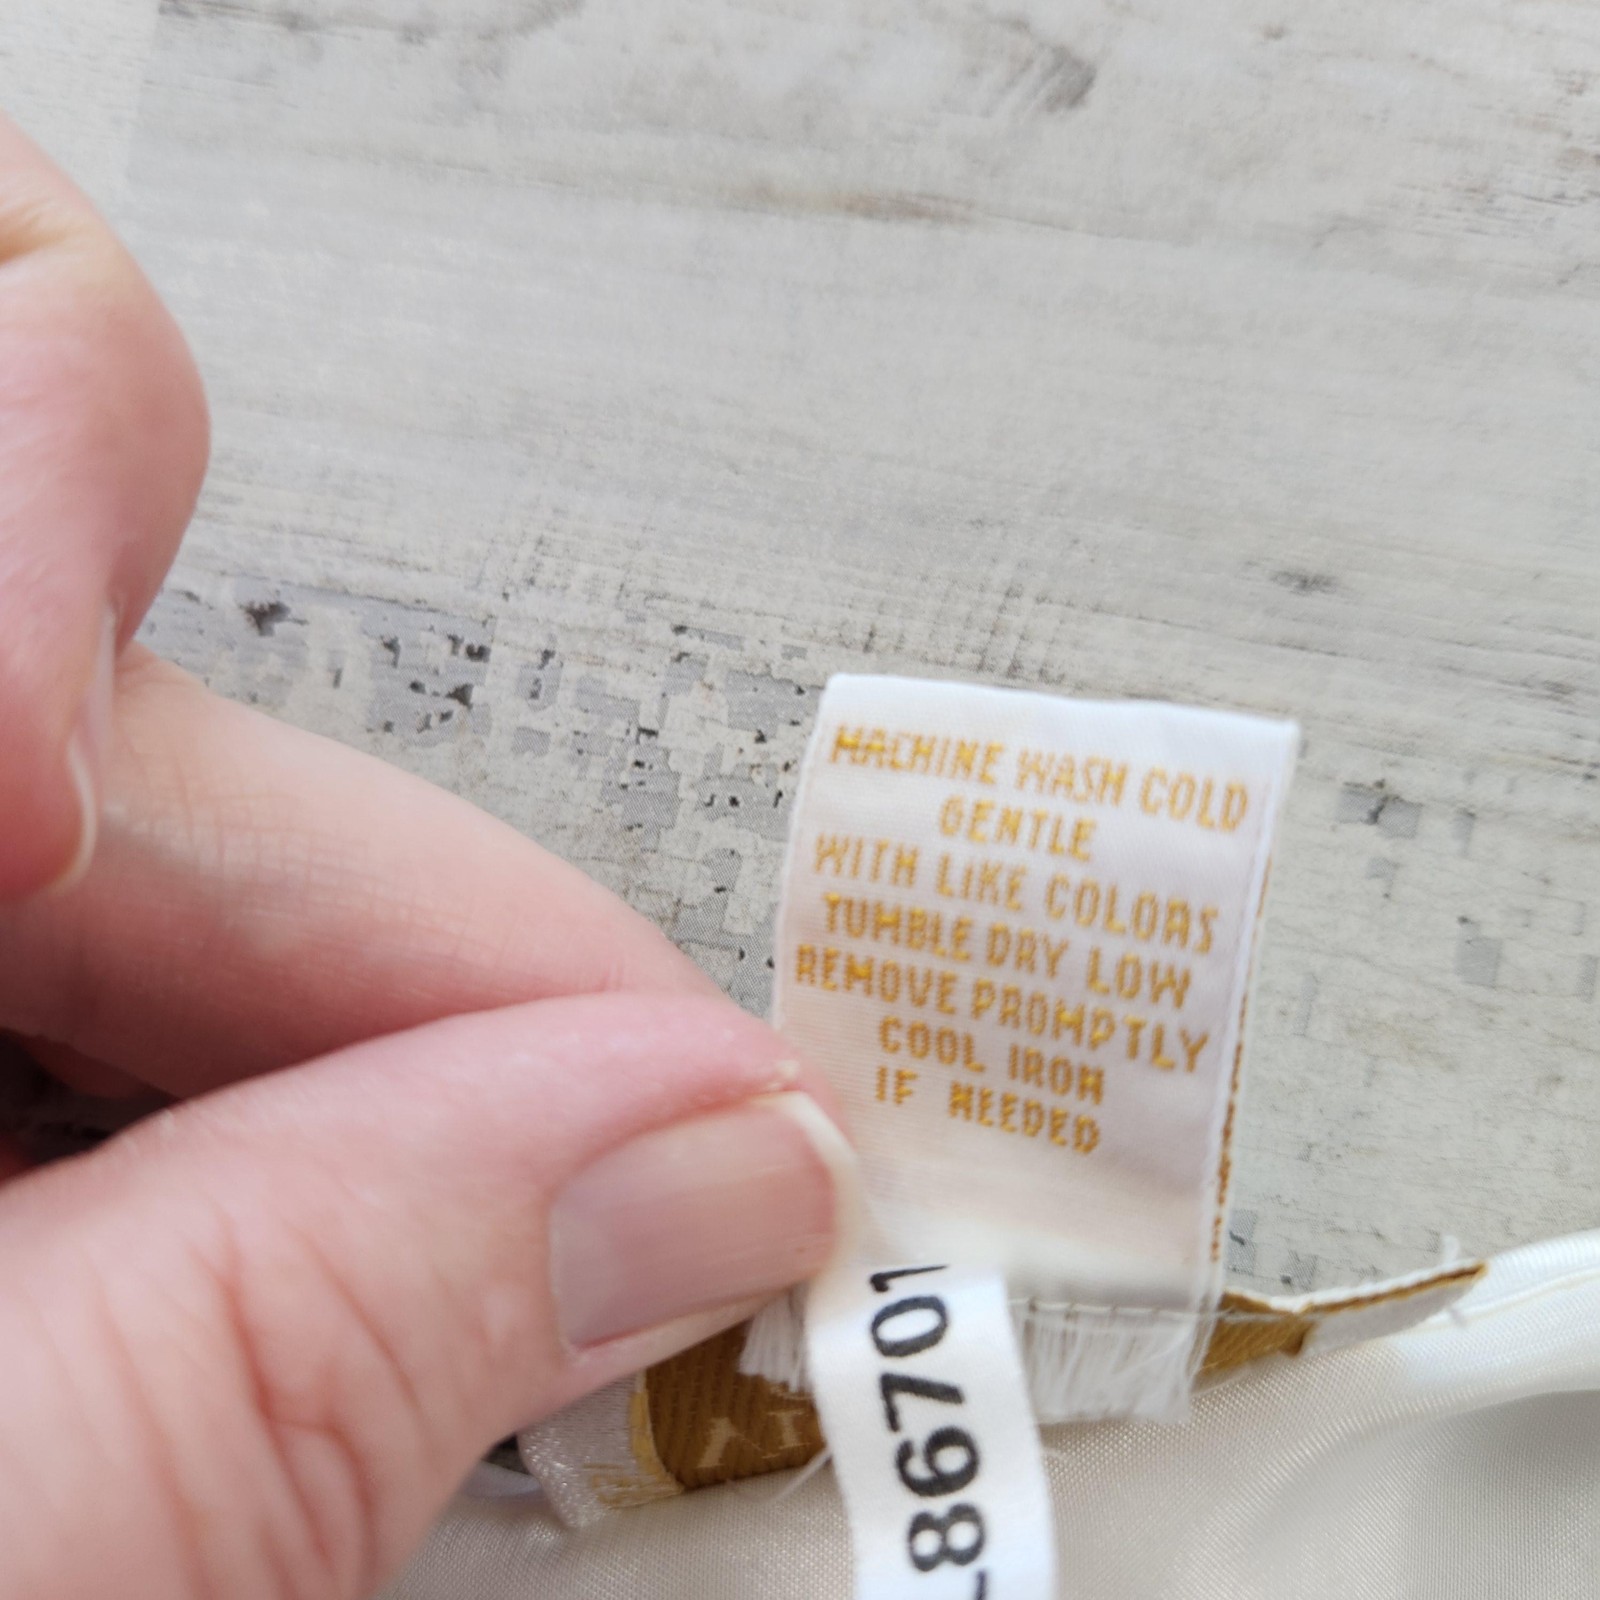 MACHINE WASH COLD
GENTLE
WITH LIKE COLORS
TUMBLE DRY LOW
REMOVE PROMPTLY
COOL IRON
IF NEEDED
-86701